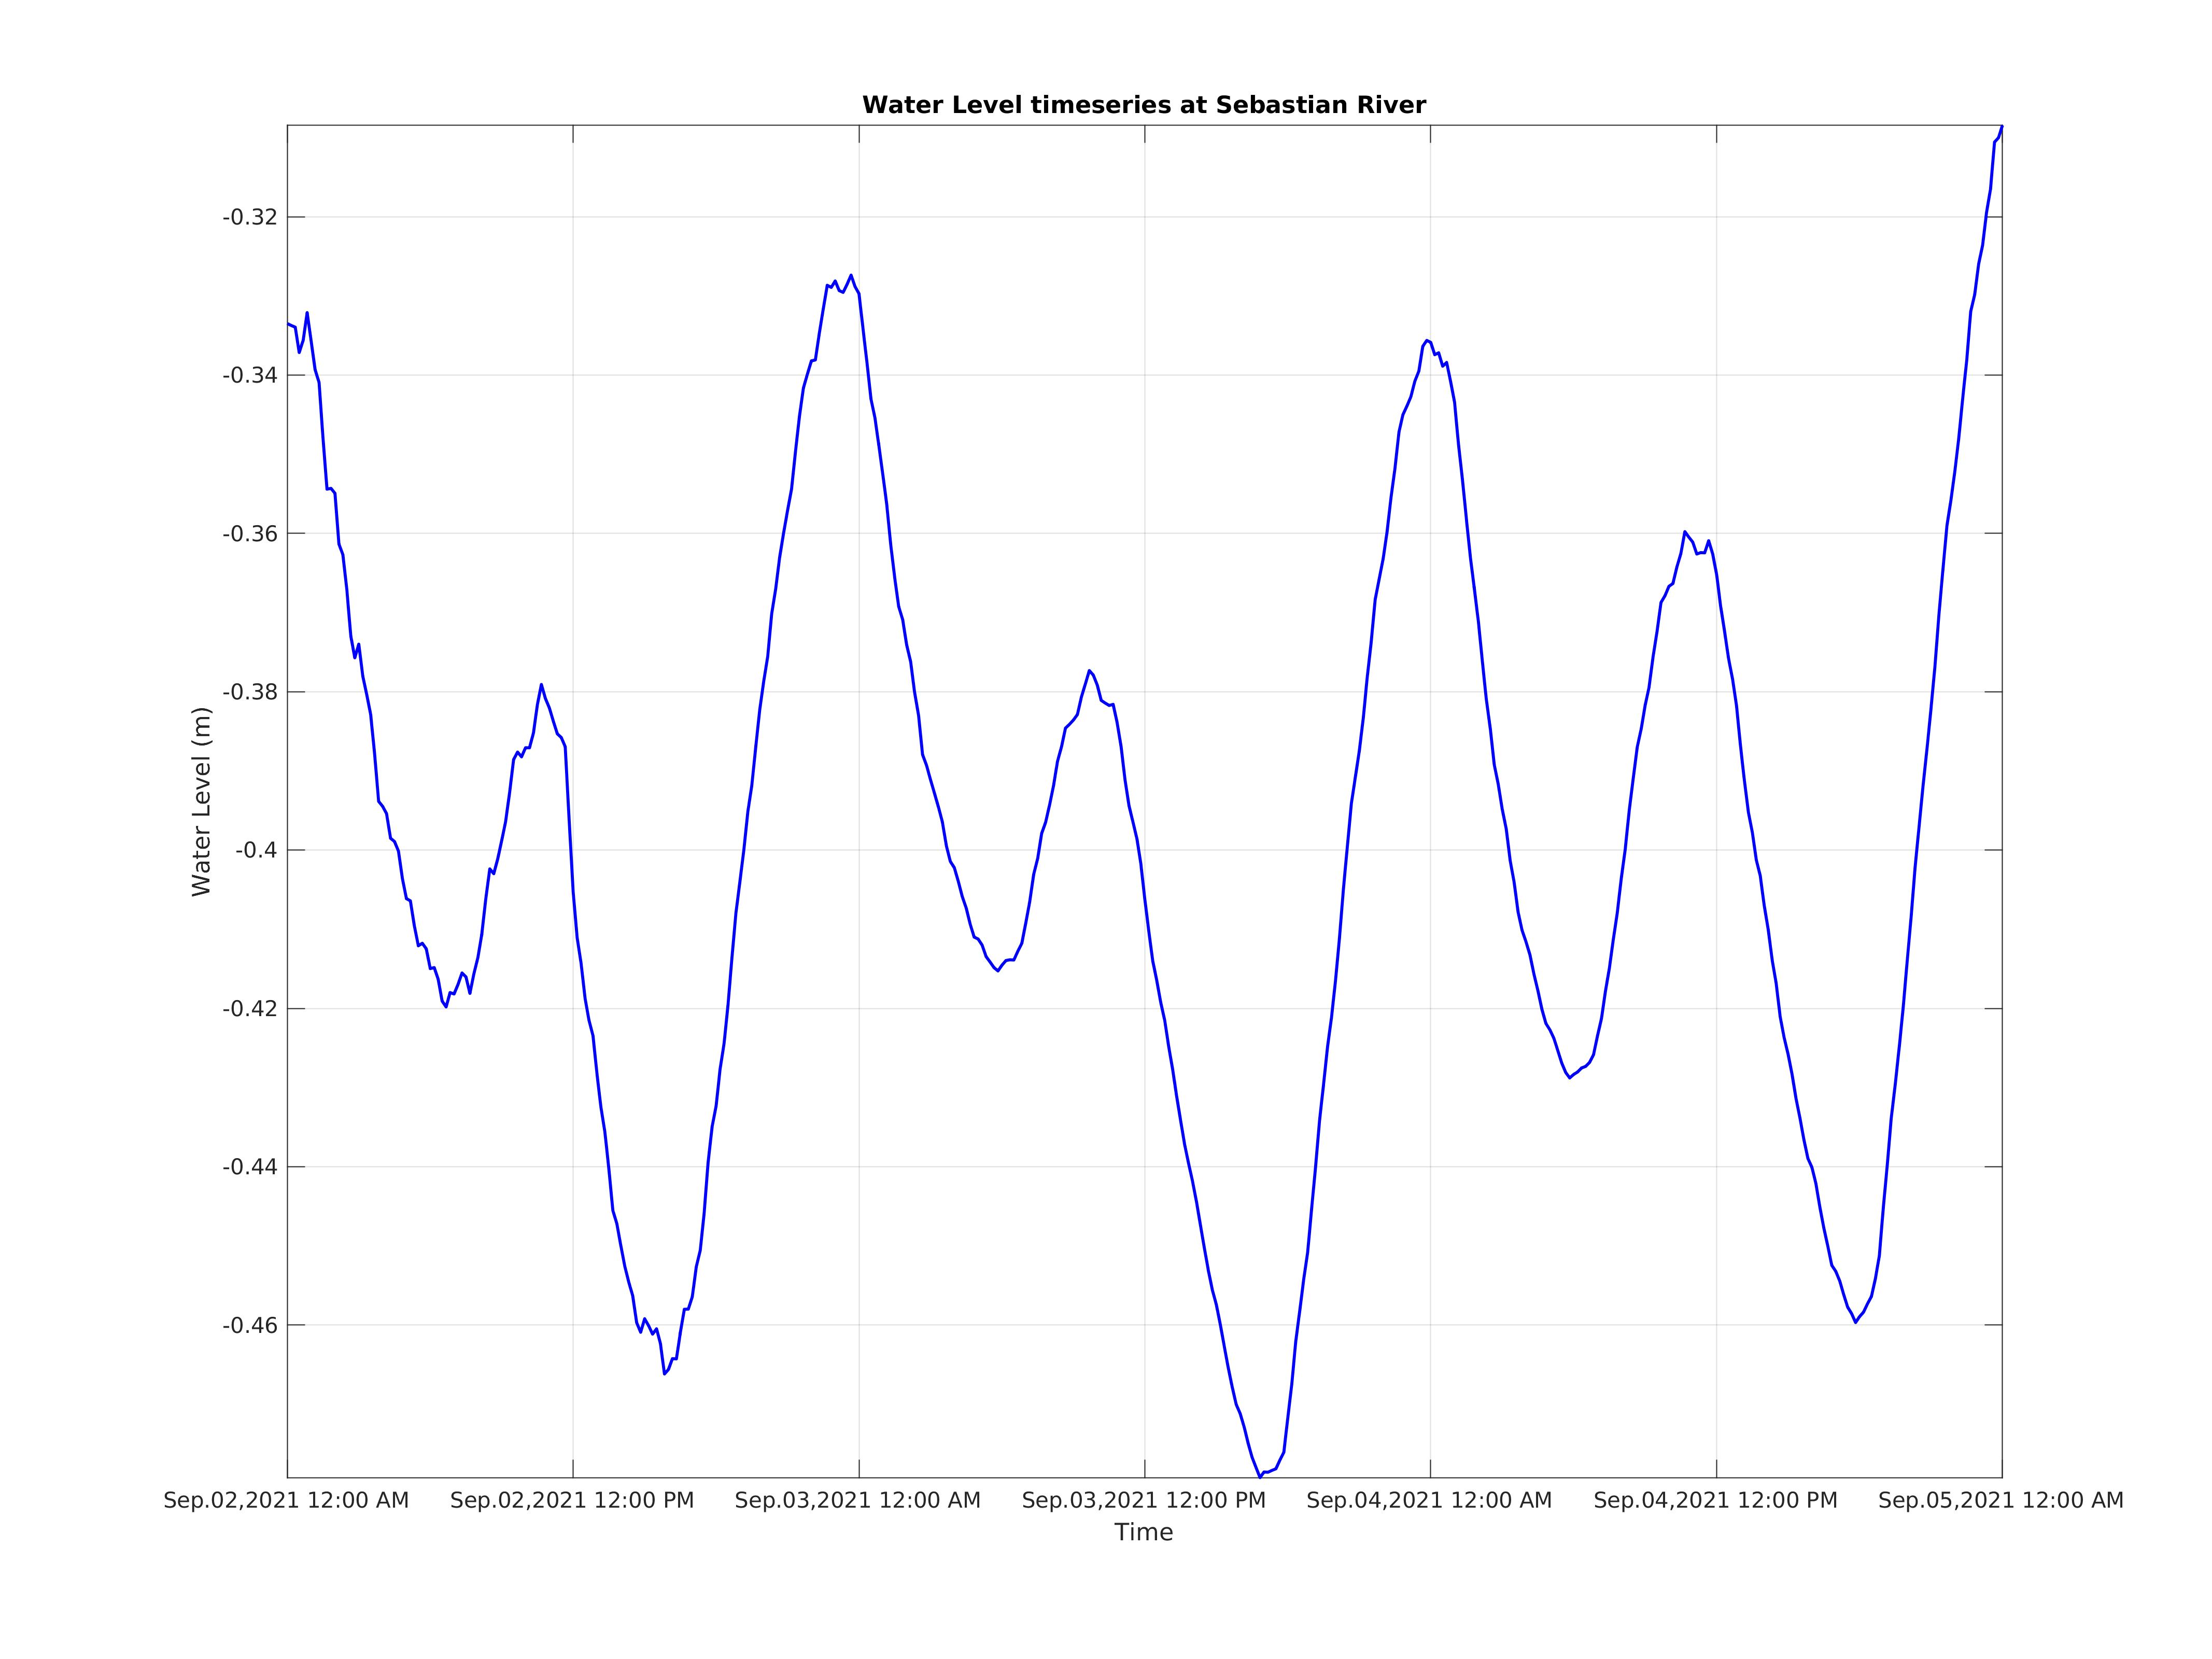 Water Level timeseries at Sebastian River
-0.32
-0.34
-0.36
-0.38
-0.4
-0.42
-0.44
-0.46
Water Level (m)
Sep.02,2021 12:00 AM Sep.02,2021 12:00 PM Sep.03,2021 12:00 AM Sep.03,2021 12:00 PM Sep.04,2021 12:00 AM Sep.04,2021 12:00 PM Sep.05,2021 12:00 AM
Time